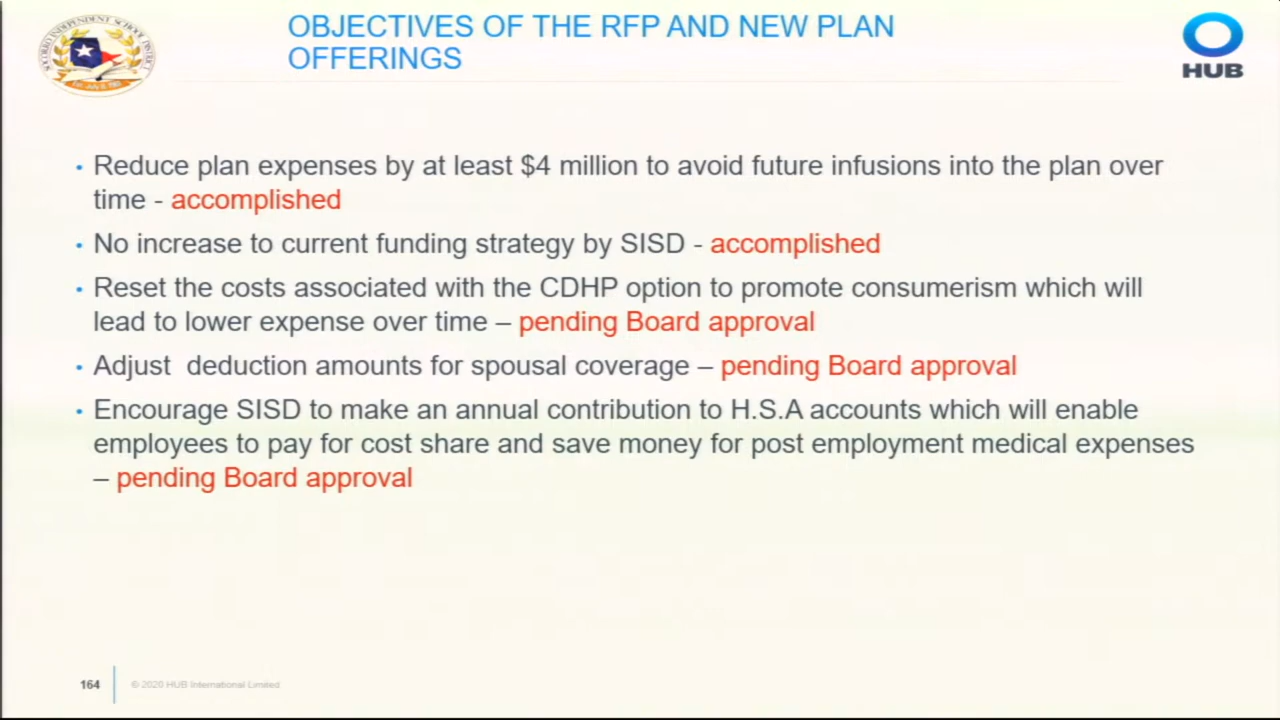 SOCORRO INDEPENDENT SCHOOL DISTRICT
OBJECTIVES OF THE RFP AND NEW PLAN
OFFERINGS
HUB
• Reduce plan expenses by at least $4 million to avoid future infusions into the plan over
time - accomplished
• No increase to current funding strategy by SISD - accomplished
• Reset the costs associated with the CDHP option to promote consumerism which will
lead to lower expense over time – pending Board approval
• Adjust  deduction amounts for spousal coverage – pending Board approval
• Encourage SISD to make an annual contribution to H.S.A accounts which will enable
employees to pay for cost share and save money for post employment medical expenses
– pending Board approval
164
© 2020 HUB International Limited